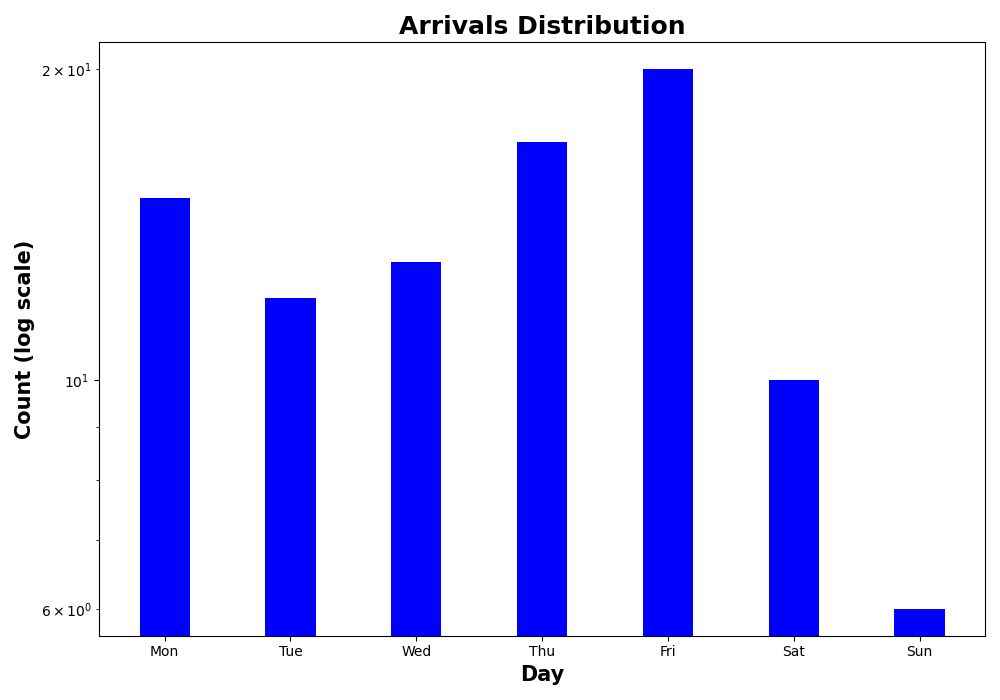 Arrivals Distribution
Count (log scale)
2 × 10¹
10¹
6 × 10⁰
Mon Tue Wed Thu Fri Sat Sun
Day